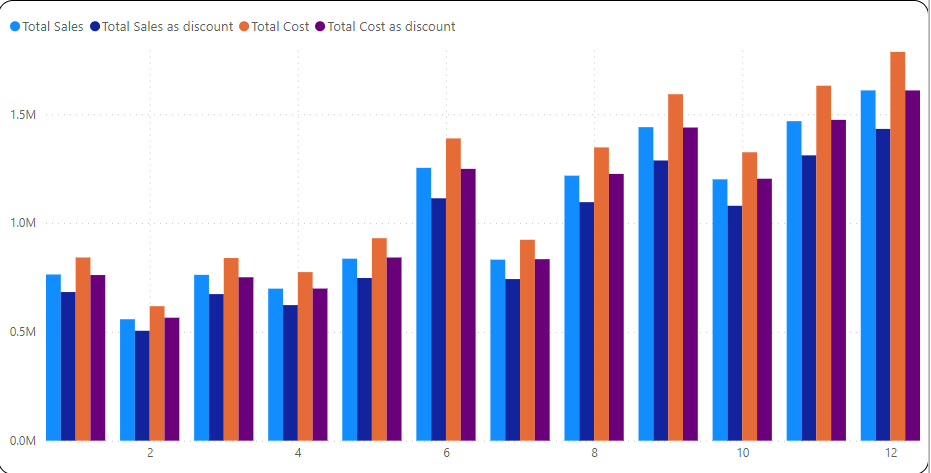 Total Sales Total Sales as discount Total Cost Total Cost as discount
1.5M
1.0M
0.5M
0.0M
2 4 6 8 10 12